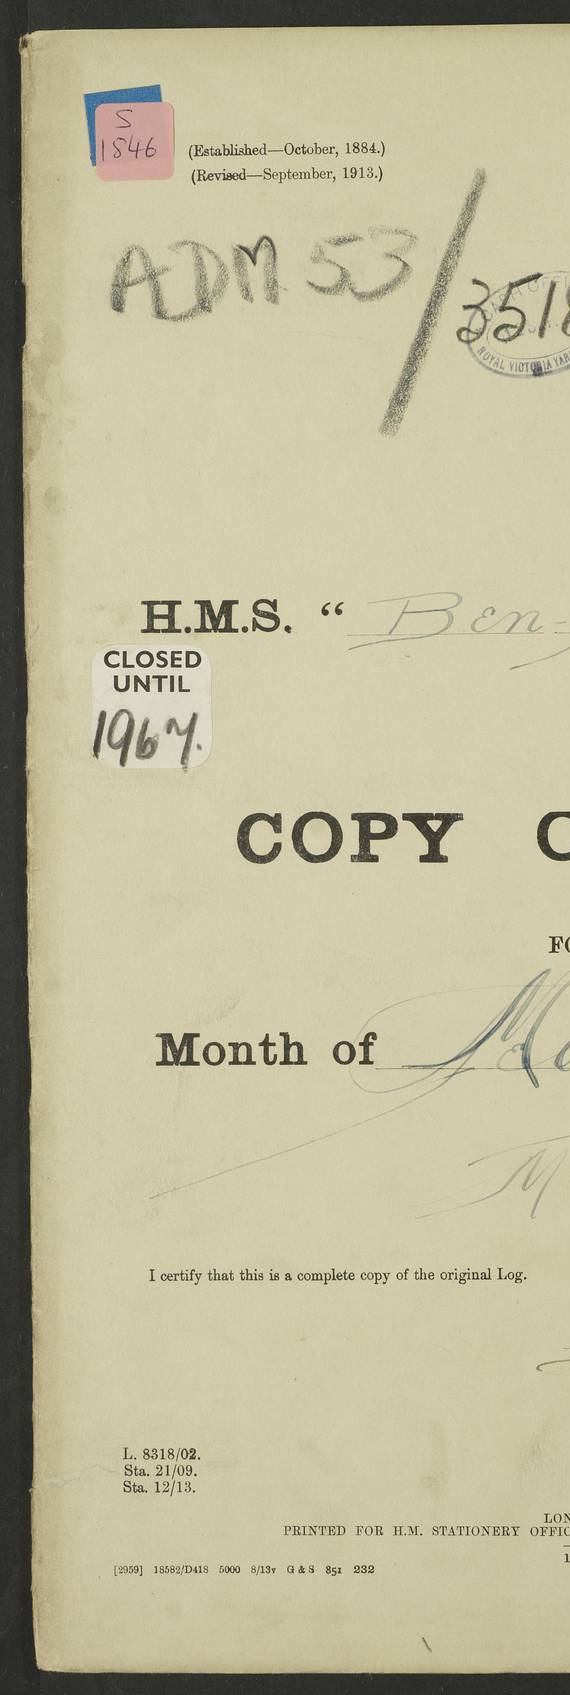 S
1546
(Established—October, 1884.)
(Revised—September, 1913.)
ADM 53/
3518
ROYAL VICTORIA YAR
H.M.S. “ Ben-
CLOSED
UNTIL
1967.
COPY
FO
Month of
I certify that this is a complete copy of the original Log.
L. 8318/02.
Sta. 21/09.
Sta. 12/13.
LON
PRINTED FOR H.M. STATIONERY OFFIC
[2959] 18582/D418 5000 8/13v G & S 851 232